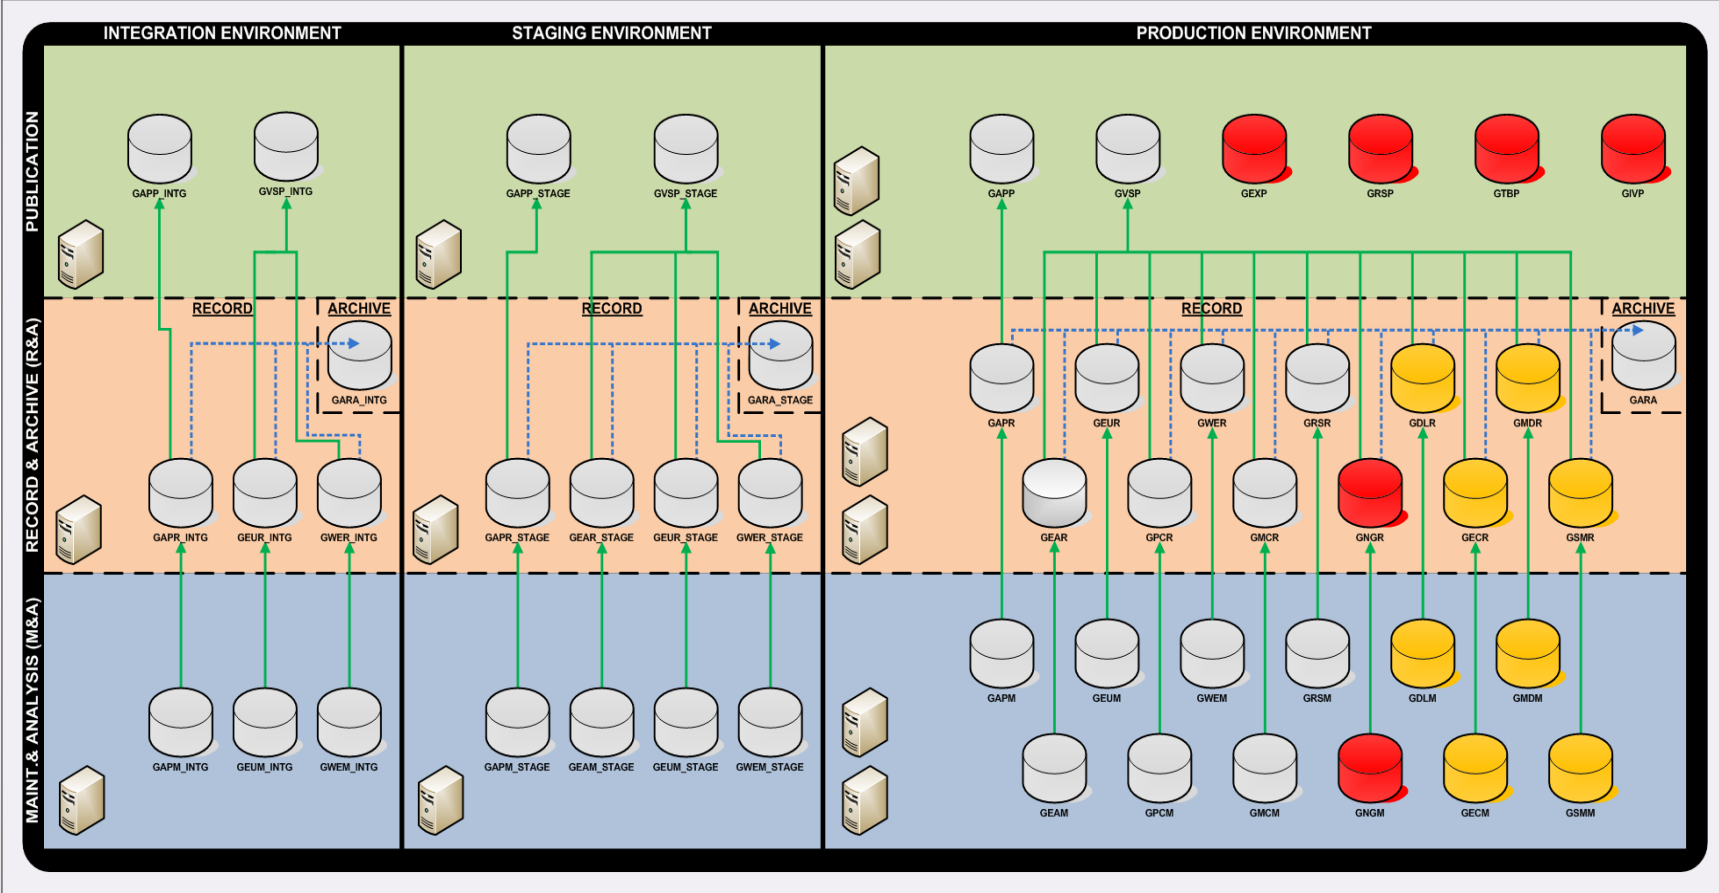 INTEGRATION ENVIRONMENT
STAGING ENVIRONMENT
PRODUCTION ENVIRONMENT
PUBLICATION
GAPP_INTG
GVSP_INTG
GAPP_STAGE
GVSP_STAGE
GAPP
GVSP
GEXP
GRSP
GTBP
GIVP
RECORD & ARCHIVE (R&A)
RECORD
ARCHIVE
GARA_INTG
GAPR_INTG
GEUR_INTG
GWER_INTG
RECORD
ARCHIVE
GARA_STAGE
GAPR_STAGE
GEAR_STAGE
GEUR_STAGE
GWER_STAGE
RECORD
ARCHIVE
GAPR
GEUR
GWER
GRSR
GDLR
GMDR
GARA
GEAR
GPCR
GMCR
GNGR
GECR
GSMR
MAINT.& ANALYSIS (M&A)
GAPM_INTG
GEUM_INTG
GWEM_INTG
GAPM_STAGE
GEAM_STAGE
GEUM_STAGE
GWEM_STAGE
GAPM
GEUM
GWEM
GRSM
GDLM
GMDM
GEAM
GPCM
GMCM
GNGM
GECM
GSMM